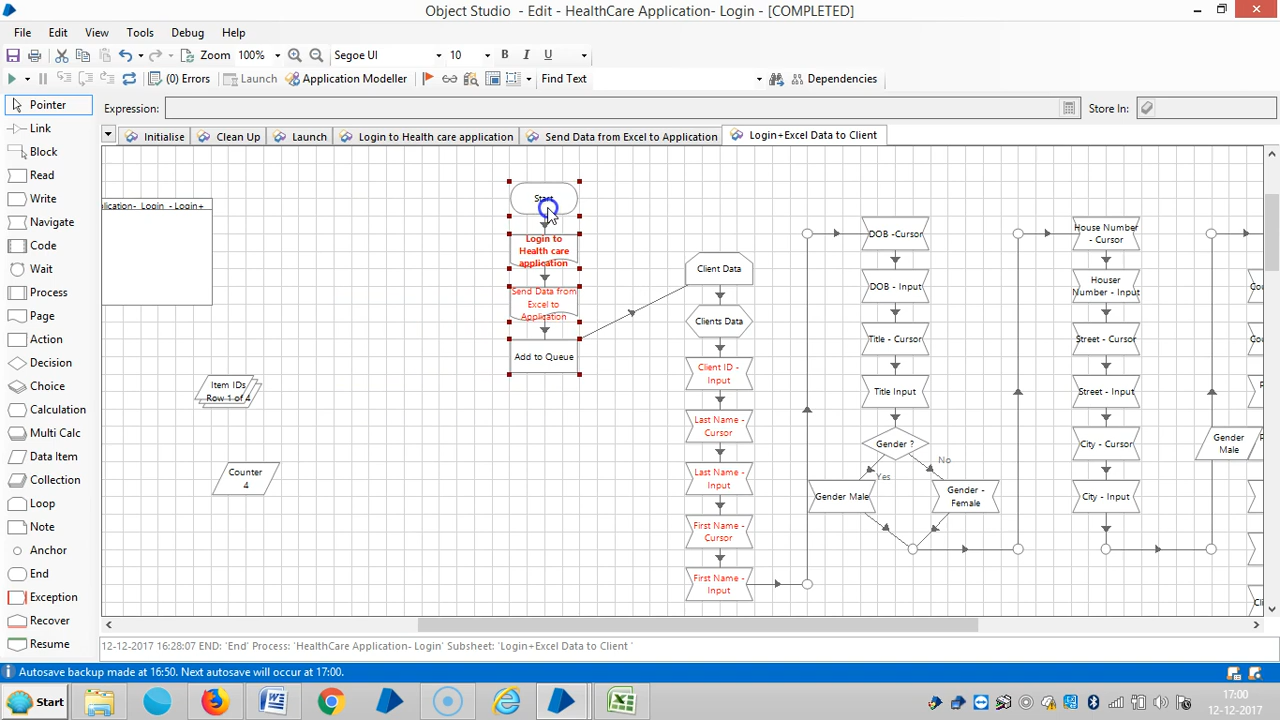 Object Studio - Edit - HealthCare Application- Login - [COMPLETED]
File Edit View Tools Debug Help
Zoom 100% Segoe UI 10 B I U
(0) Errors Launch Application Modeller Find Text Dependencies
Pointer
Link
Block
Read
Write
Navigate
Code
Wait
Process
Page
Action
Decision
Choice
Calculation
Multi Calc
Data Item
Collection
Loop
Note
Anchor
End
Exception
Recover
Resume
Expression: Store In:
Initialise Clean Up Launch Login to Health care application Send Data from Excel to Application Login+Excel Data to Client
plication- Login - Login+
Item IDs
Row 1 of 4
Counter
4
Start
Login to
Health care
application
Send Data from
Excel to
Application
Add to Queue
Client Data
Clients Data
Client ID -
Input
Last Name -
Cursor
Last Name -
Input
First Name -
Cursor
First Name -
Input
DOB -Cursor
DOB - Input
Title - Cursor
Title Input
Gender ?
Yes
No
Gender Male
Gender -
Female
House Number
- Cursor
Houser
Number - Input
Street - Cursor
Street - Input
City - Cursor
City - Input
Gender
Male
12-12-2017 16:28:07 END: 'End' Process: 'HealthCare Application- Login' Subsheet: 'Login+Excel Data to Client '
Autosave backup made at 16:50. Next autosave will occur at 17:00.
Start
17:00
12-12-2017